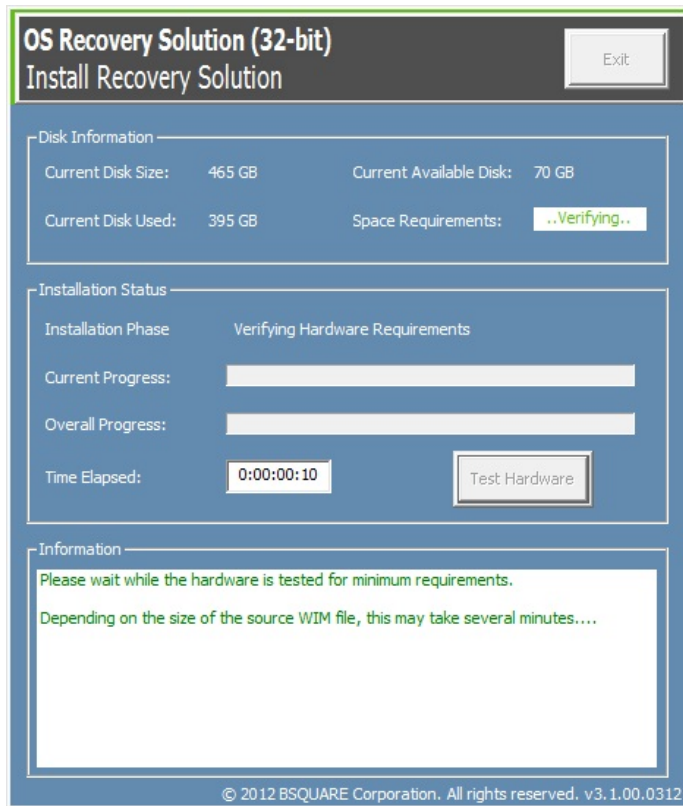 OS Recovery Solution (32-bit)
Install Recovery Solution
Exit
Disk Information
Current Disk Size: 465 GB Current Available Disk: 70 GB
Current Disk Used: 395 GB Space Requirements: ..Verifying..
Installation Status
Installation Phase Verifying Hardware Requirements
Current Progress:
Overall Progress:
Time Elapsed: 0:00:00:10 Test Hardware
Information
Please wait while the hardware is tested for minimum requirements.
Depending on the size of the source WIM file, this may take several minutes....
© 2012 BSQUARE Corporation. All rights reserved. v3.1.00.0312